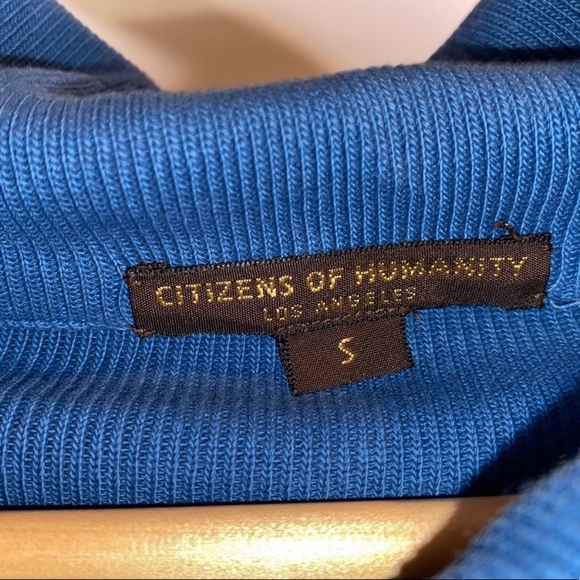 CITIZENS OF HUMANITY
LOS ANGELES
S